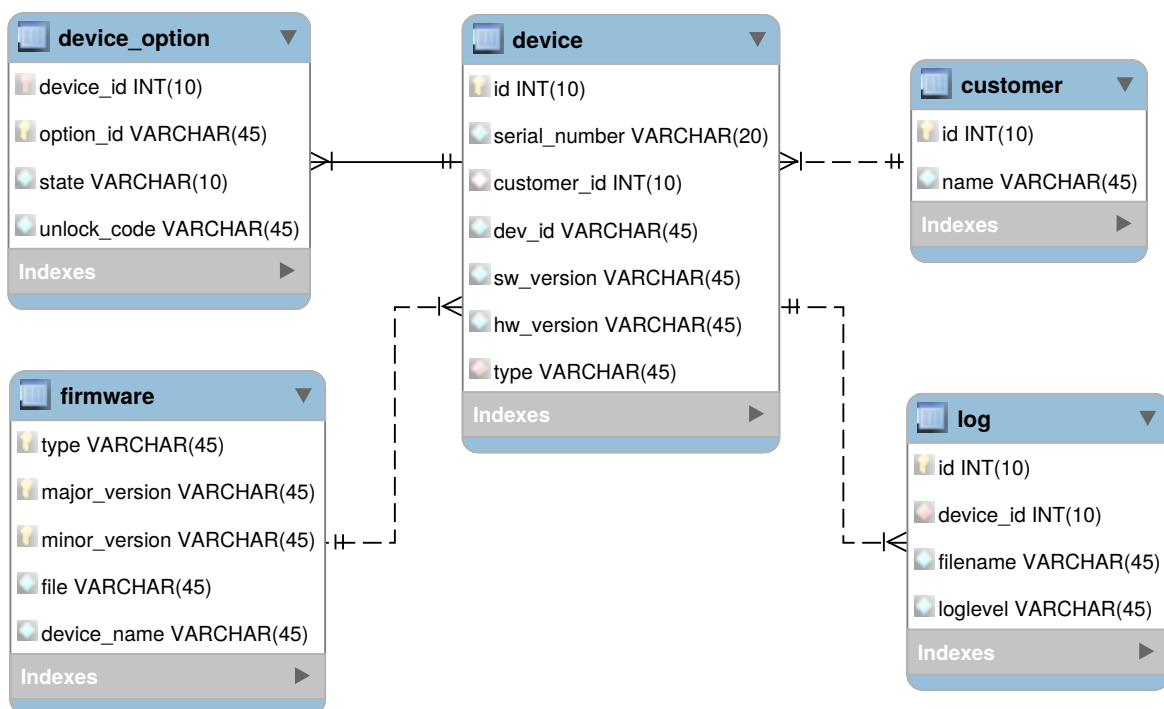 device_option
device_id INT(10)
option_id VARCHAR(45)
state VARCHAR(10)
unlock_code VARCHAR(45)
Indexes
device
id INT(10)
serial_number VARCHAR(20)
customer_id INT(10)
dev_id VARCHAR(45)
sw_version VARCHAR(45)
hw_version VARCHAR(45)
type VARCHAR(45)
Indexes
customer
id INT(10)
name VARCHAR(45)
Indexes
firmware
type VARCHAR(45)
major_version VARCHAR(45)
minor_version VARCHAR(45)
file VARCHAR(45)
device_name VARCHAR(45)
Indexes
log
id INT(10)
device_id INT(10)
filename VARCHAR(45)
loglevel VARCHAR(45)
Indexes